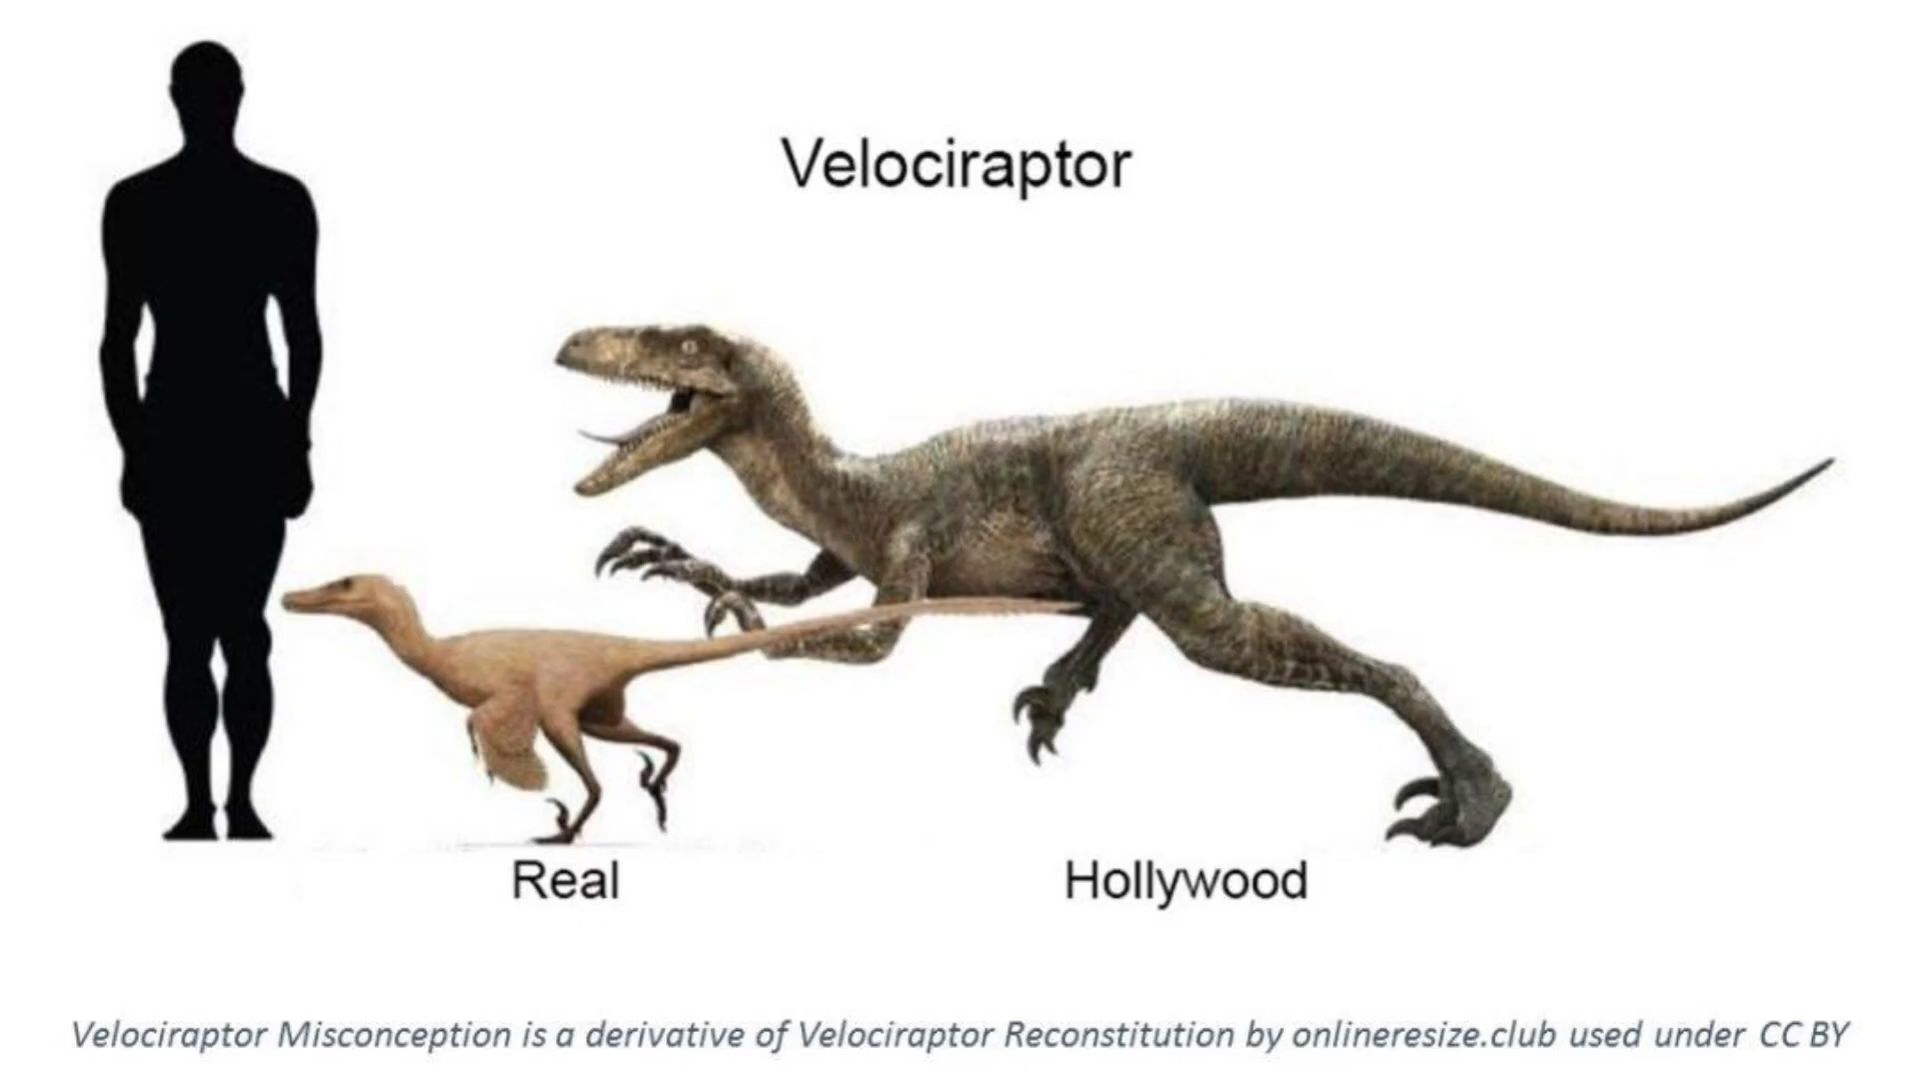 Velociraptor
Real
Hollywood
Velociraptor Misconception is a derivative of Velociraptor Reconstitution by onlineresize.club used under CC BY